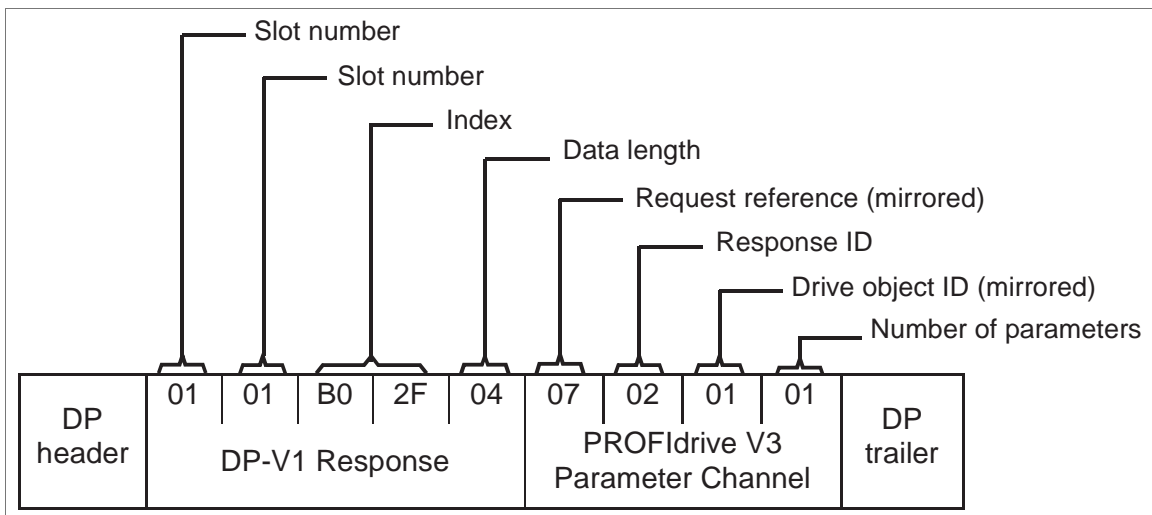 Slot number
Slot number
Index
Data length
Request reference (mirrored)
Response ID
Drive object ID (mirrored)
Number of parameters
01 01 B0 2F 04 07 02 01 01
DP
header
DP-V1 Response
PROFIdrive V3
Parameter Channel
DP
trailer